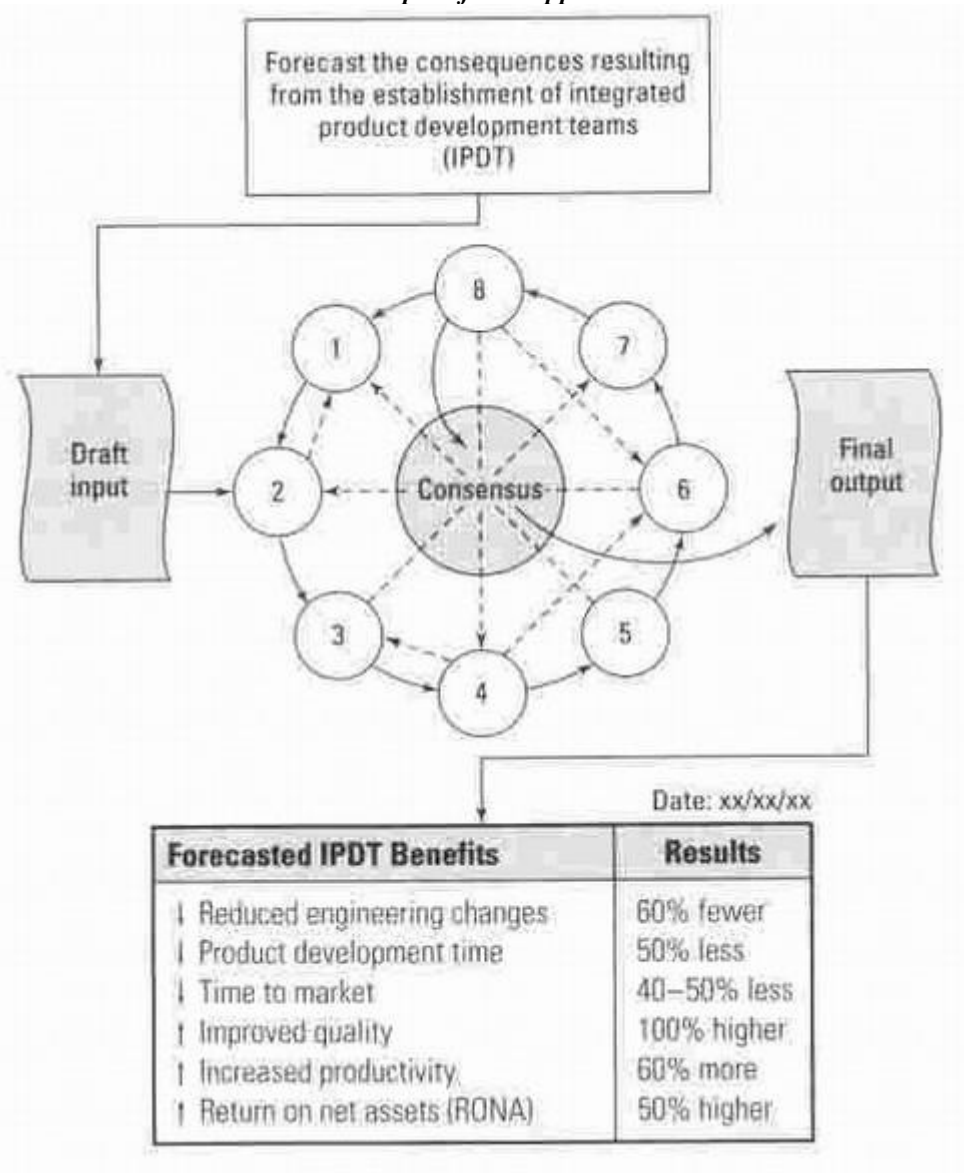 Forecast the consequences resulting
from the establishment of integrated
product development teams
(IPDT)
8
1
7
Draft
input
2
Consensus
6
Final
output
3
5
4
Date: xx/xx/xx
Forecasted IPDT Benefits Results
↓ Reduced engineering changes 60% fewer
↓ Product development time 50% less
↓ Time to market 40–50% less
↑ Improved quality 100% higher
↑ Increased productivity 60% more
↑ Return on net assets (RONA) 50% higher